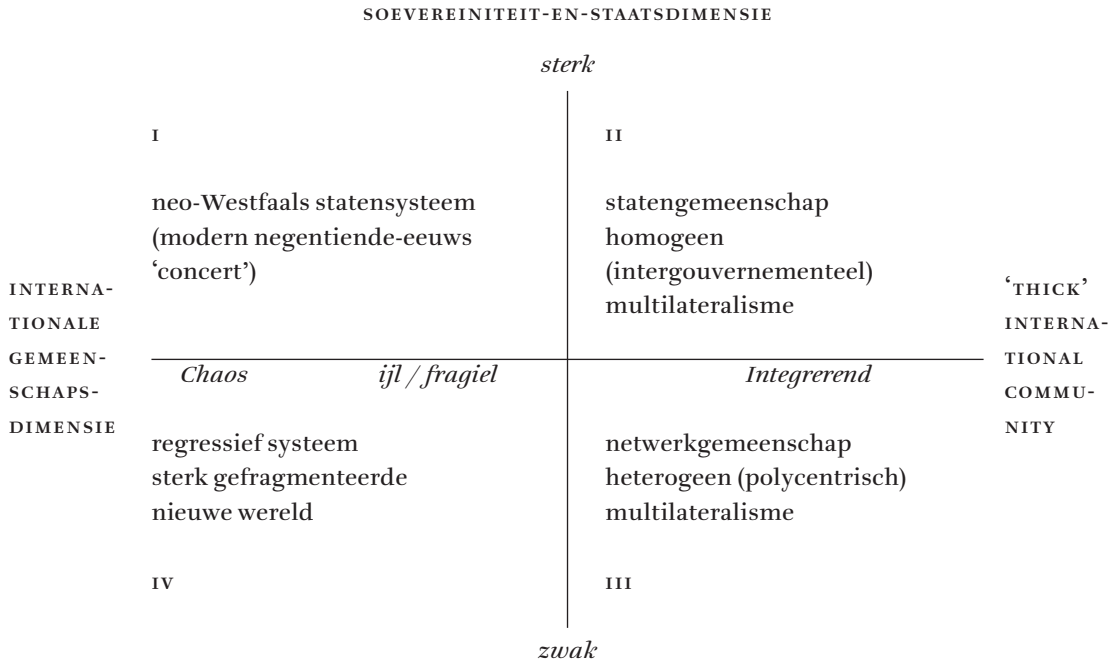 SOEVEREINITEIT-EN-STAATSDIMENSIE
sterk
I
neo-Westfaals statensysteem
(modern negentiende-eeuws
‘concert’)
II
statengemeenschap
homogeen
(intergouvernementeel)
multilateralisme
INTERNA-
TIONALE
GEMEEN-
SCHAPS-
DIMENSIE
‘THICK’
INTERNA-
TIONAL
COMMU-
NITY
Chaos
ijl / fragiel
Integrerend
regressief systeem
sterk gefragmenteerde
nieuwe wereld
IV
netwerkgemeenschap
heterogeen (polycentrisch)
multilateralisme
III
zwak